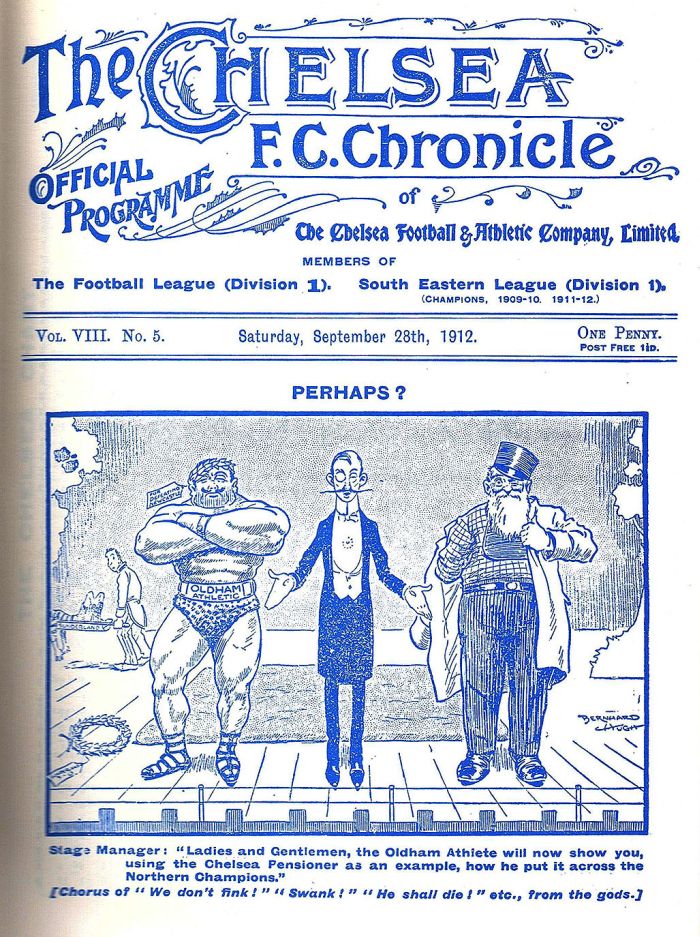 The CHELSEA
F.C. Chronicle
OFFICIAL
PROGRAMME
of
The Chelsea Football & Athletic Company, Limited
MEMBERS OF
The Football League (Division 1). South Eastern League (Division 1).
(CHAMPIONS, 1909-10. 1911-12.)
VOL. VIII. No. 5. Saturday, September 28th, 1912. ONE PENNY.
POST FREE 1½D.
PERHAPS?
OLDHAM
ATHLETIC
BERNHARD
HUGH
Stage Manager: "Ladies and Gentlemen, the Oldham Athlete will now show you,
using the Chelsea Pensioner as an example, how he put it across the
Northern Champions."
[Chorus of "We don't fink!" "Swank!" "He shall die!" etc., from the gods.]